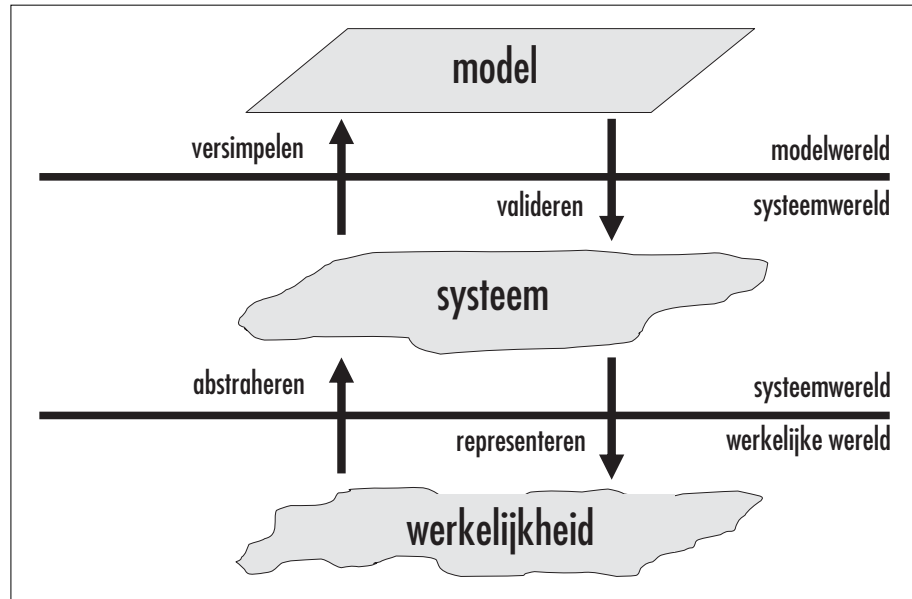 model
versimpelen
modelwereld
valideren
systeemwereld
systeem
abstraheren
systeemwereld
representeren
werkelijke wereld
werkelijkheid